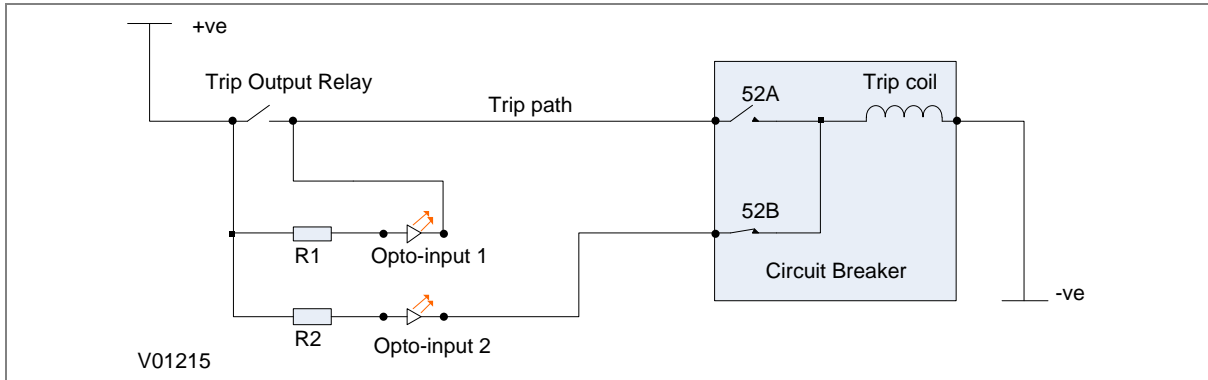 +ve
Trip Output Relay
Trip path
52A
Trip coil
52B
R1
Opto-input 1
Circuit Breaker
-ve
R2
Opto-input 2
V01215